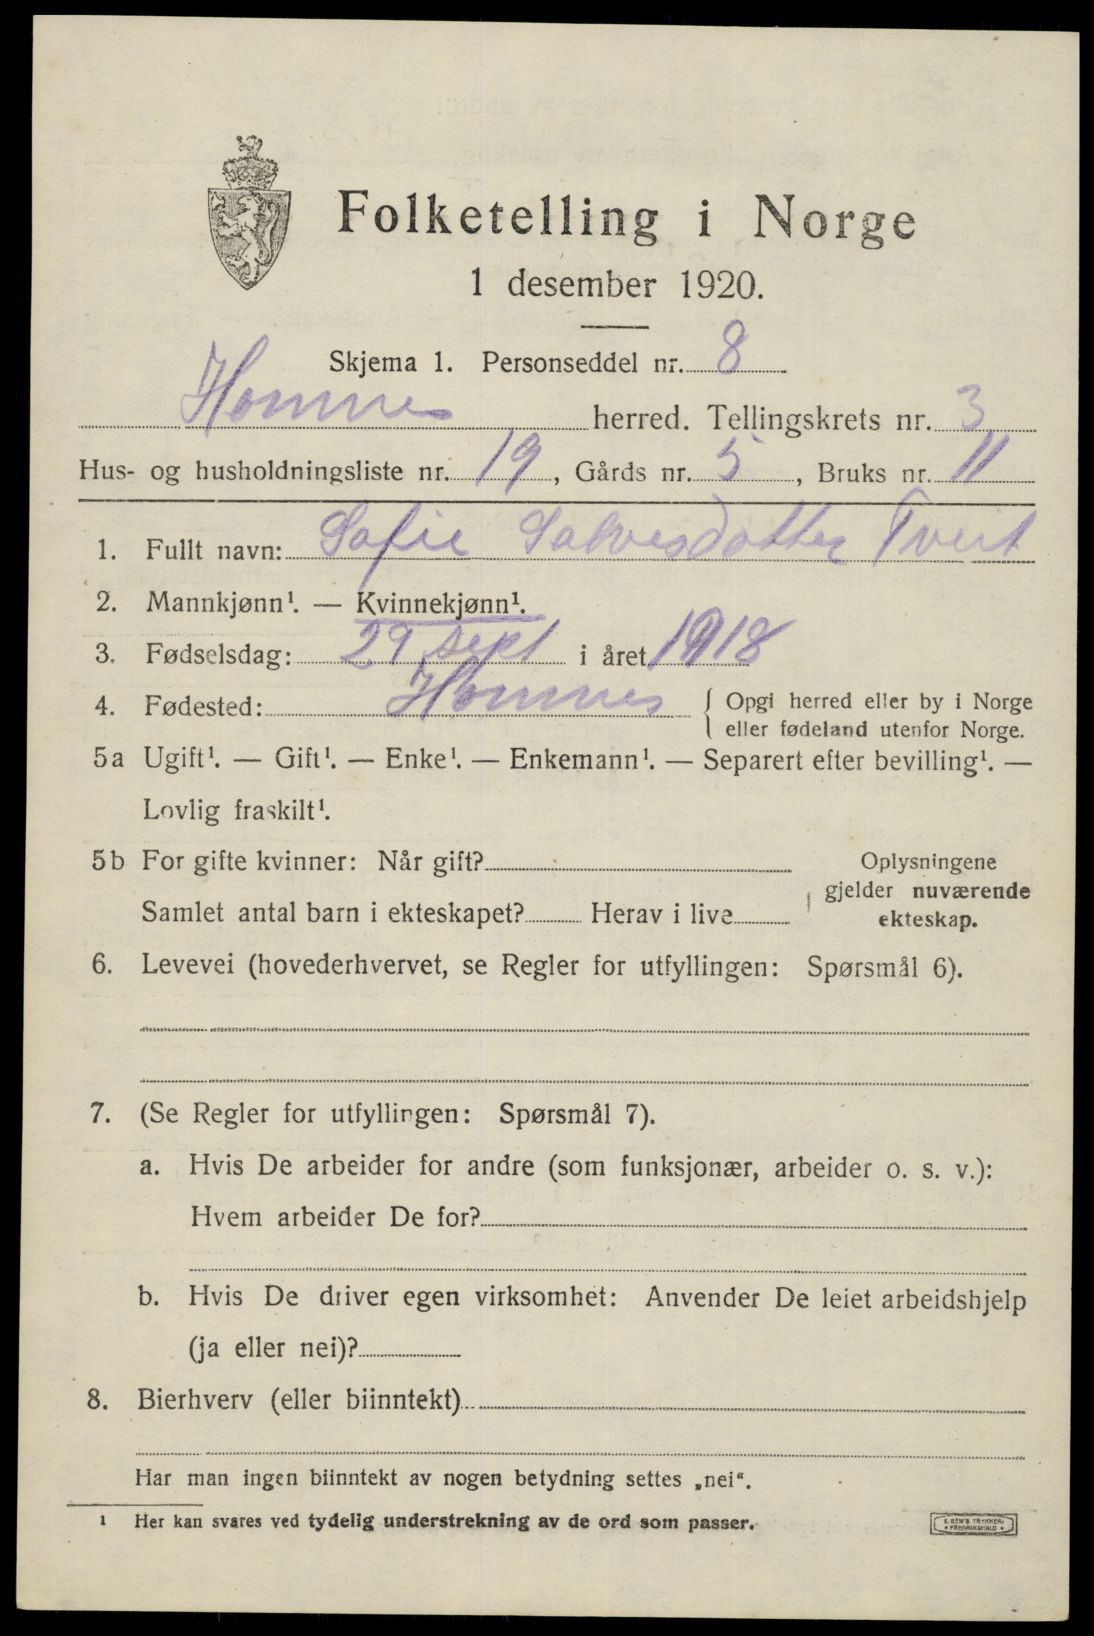 Folketelling i Norge
1 desember 1920.
Skjema 1. Personseddel nr. 8
Homnes herred. Tellingskrets nr. 3
Hus- og husholdningsliste nr. 19, Gårds nr. 5, Bruks nr. 11
1. Fullt navn: Sofie Salvesdotter Tveit
2. Mannkjønn¹. — Kvinnekjønn¹.
3. Fødselsdag: 29 sept i året 1918
4. Fødested: Homnes { Opgi herred eller by i Norge
eller fødeland utenfor Norge.
5a Ugift¹. — Gift¹. — Enke¹. — Enkemann¹. — Separert efter bevilling¹. —
Lovlig fraskilt¹.
5b For gifte kvinner: Når gift? Oplysningene
gjelder nuværende
Samlet antal barn i ekteskapet? Herav i live ekteskap.
6. Levevei (hovederhvervet, se Regler for utfyllingen: Spørsmål 6).
7. (Se Regler for utfyllingen: Spørsmål 7).
a. Hvis De arbeider for andre (som funksjonær, arbeider o. s. v.):
Hvem arbeider De for?
b. Hvis De driver egen virksomhet: Anvender De leiet arbeidshjelp
(ja eller nei)?
8. Bierhverv (eller biinntekt)
Har man ingen biinntekt av nogen betydning settes „nei“.
¹ Her kan svares ved tydelig understrekning av de ord som passer.
E. SEM'S TRYKKERI
• FREDRIKSHALD •